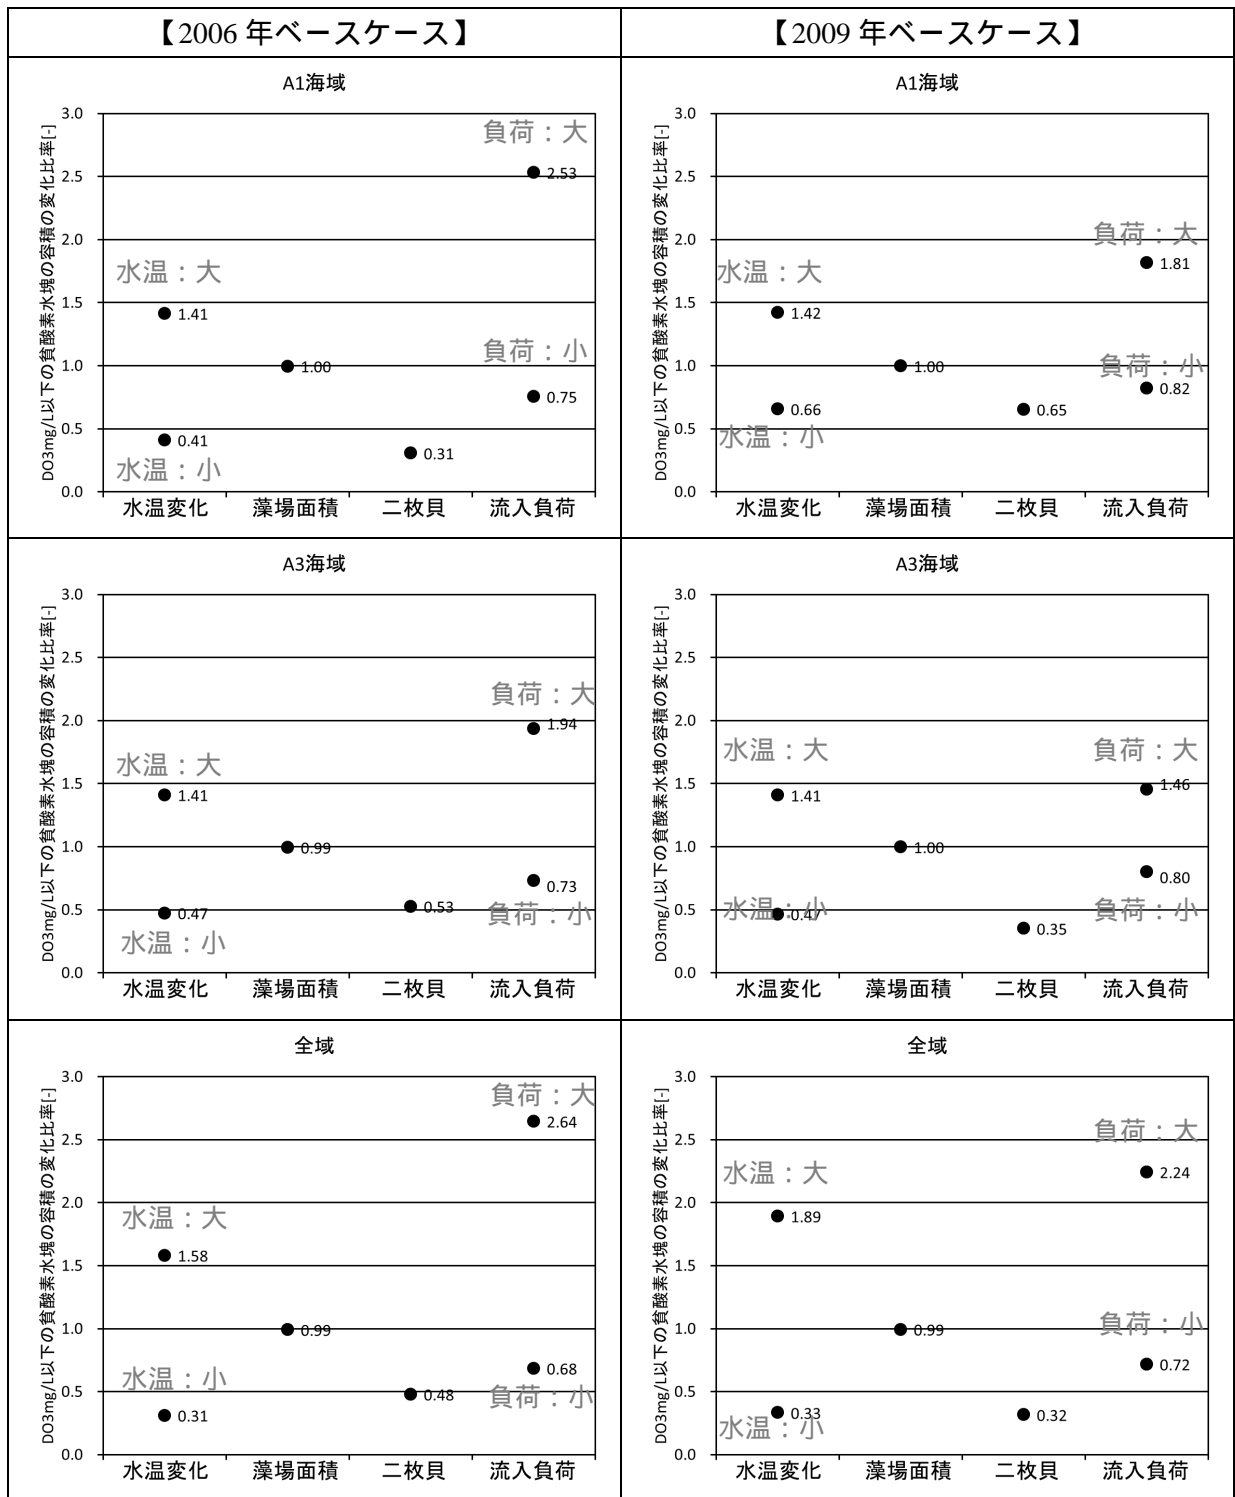 【2006 年ベースケース】
【2009 年ベースケース】
A1海域
DO3mg/L以下の貧酸素水塊の容積の変化比率[-]
3.0
2.5
2.0
1.5
1.0
0.5
0.0
負荷：大
2.53
水温：大
1.41
負荷：小
1.00
0.75
0.41
0.31
水温：小
水温変化 藻場面積 二枚貝 流入負荷
A1海域
DO3mg/L以下の貧酸素水塊の容積の変化比率[-]
3.0
2.5
2.0
1.5
1.0
0.5
0.0
負荷：大
1.81
水温：大
1.42
負荷：小
1.00
0.82
0.66
0.65
水温：小
水温変化 藻場面積 二枚貝 流入負荷
A3海域
DO3mg/L以下の貧酸素水塊の容積の変化比率[-]
3.0
2.5
2.0
1.5
1.0
0.5
0.0
負荷：大
1.94
水温：大
1.41
0.99
0.73
0.47
0.53
負荷：小
水温：小
水温変化 藻場面積 二枚貝 流入負荷
A3海域
DO3mg/L以下の貧酸素水塊の容積の変化比率[-]
3.0
2.5
2.0
1.5
1.0
0.5
0.0
水温：大
負荷：大
1.46
1.41
1.00
0.80
水温：小
0.47
負荷：小
0.35
水温変化 藻場面積 二枚貝 流入負荷
全域
DO3mg/L以下の貧酸素水塊の容積の変化比率[-]
3.0
2.5
2.0
1.5
1.0
0.5
0.0
負荷：大
2.64
水温：大
1.58
0.99
0.68
水温：小
0.48
負荷：小
0.31
水温変化 藻場面積 二枚貝 流入負荷
全域
DO3mg/L以下の貧酸素水塊の容積の変化比率[-]
3.0
2.5
2.0
1.5
1.0
0.5
0.0
負荷：大
2.24
水温：大
1.89
負荷：小
0.99
0.72
0.33
0.32
水温：小
水温変化 藻場面積 二枚貝 流入負荷